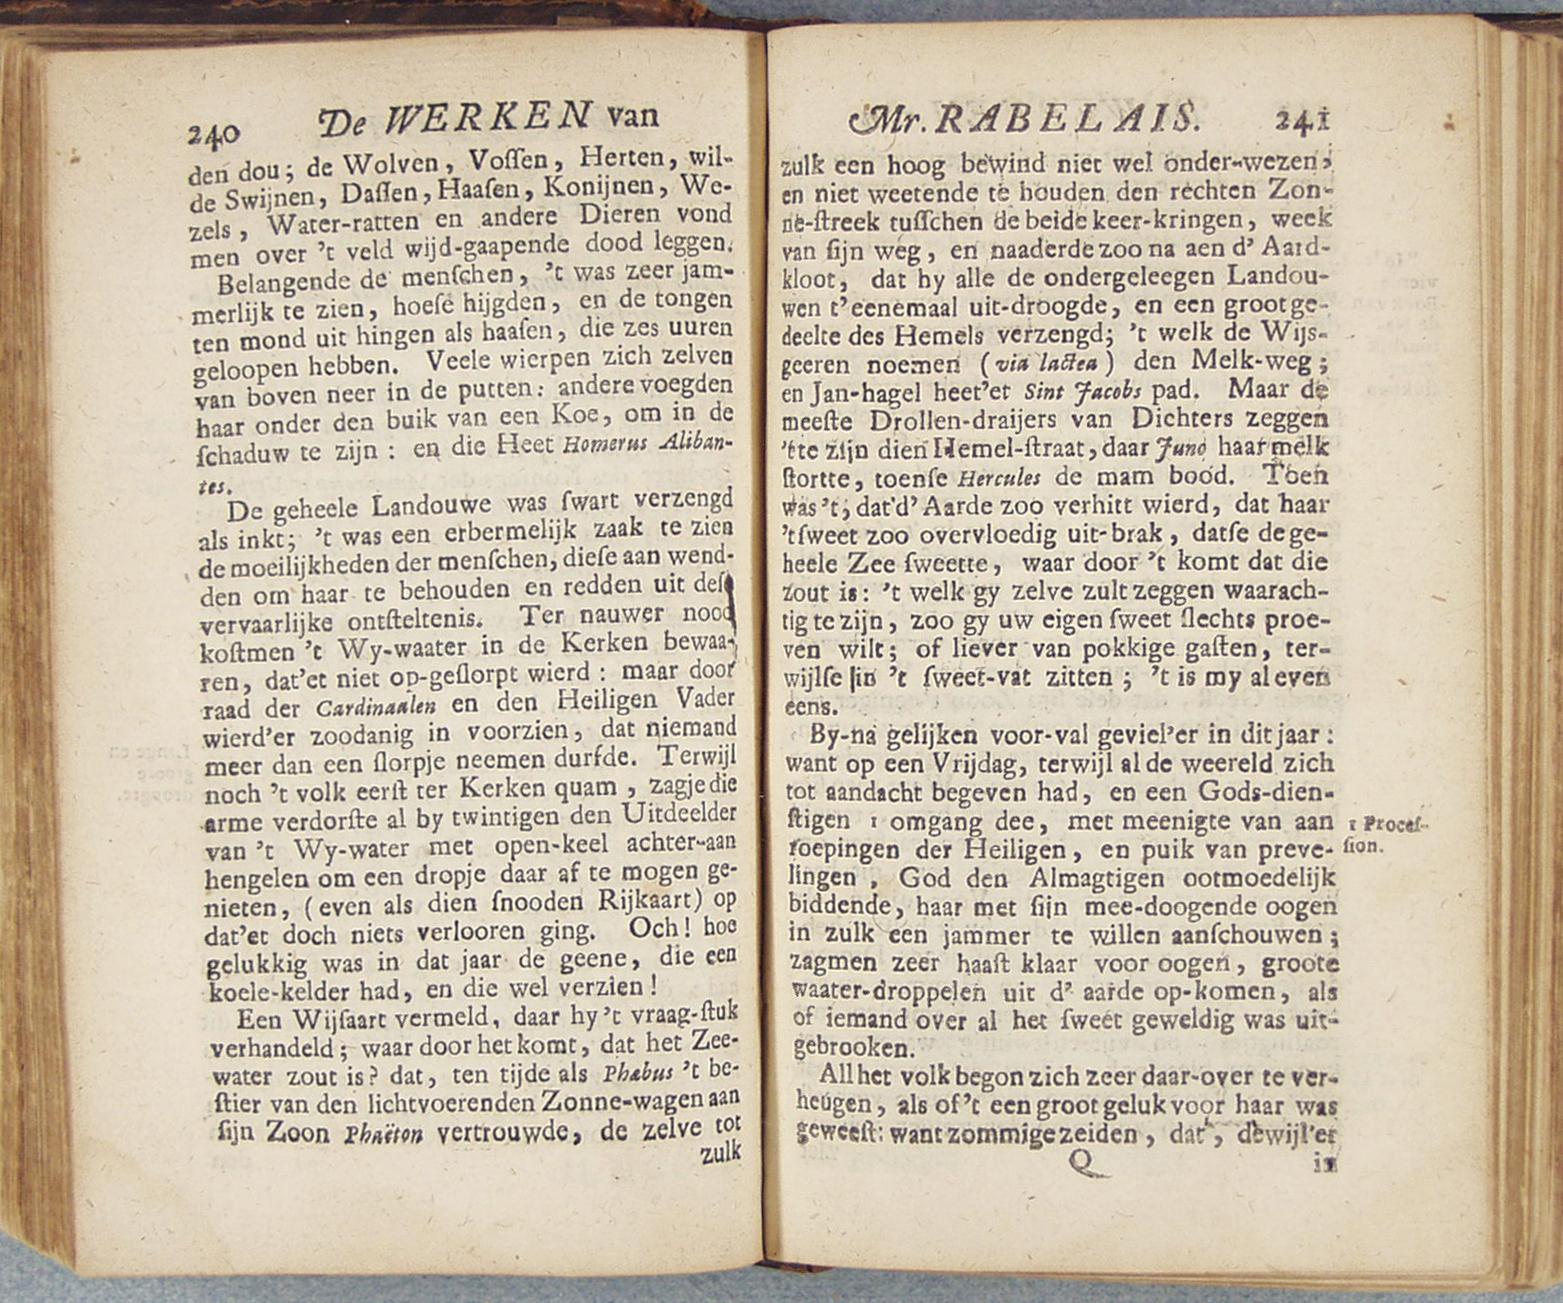 240 De WERKEN van
den dou; de Wolven, Voſſen, Herten, wil-
de Swijnen, Daſſen, Haaſen, Konijnen, We-
zels, Water-ratten en andere Dieren vond
men over 't veld wijd-gaapende dood leggen.
Belangende de menſchen, 't was zeer jam-
merlijk te zien, hoeſe hijgden, en de tongen
ten mond uit hingen als haaſen, die zes uuren
geloopen hebben. Veele wierpen zich zelven
van boven neer in de putten: andere voegden
haar onder den buik van een Koe, om in de
ſchaduw te zijn: en die Heet Homerus Aliban-
tes.
De geheele Landouwe was ſwart verzengd
als inkt; 't was een erbermelijk zaak te zien
de moeilijkheden der menſchen, dieſe aan wend-
den om haar te behouden en redden uit deſe
vervaarlijke ontſteltenis. Ter nauwer nood
koſtmen 't Wy-waater in de Kerken bewaa-
ren, dat'et niet op-geſlorpt wierd: maar door
raad der Cardinaalen en den Heiligen Vader
wierd'er zoodanig in voorzien, dat niemand
meer dan een ſlorpje neemen durfde. Terwijl
noch 't volk eerſt ter Kerken quam, zagje die
arme verdorſte al by twintigen den Uitdeelder
van 't Wy-water met open-keel achter-aan
hengelen om een dropje daar af te mogen ge-
nieten, (even als dien ſnooden Rijkaart) op
dat'et doch niets verlooren ging. Och! hoe
gelukkig was in dat jaar de geene, die een
koele-kelder had, en die wel verzien!
Een Wijſaart vermeld, daar hy 't vraag-ſtuk
verhandeld; waar door het komt, dat het Zee-
water zout is? dat, ten tijde als Phæbus 't be-
ſtier van den lichtvoerenden Zonne-wagen aan
ſijn Zoon Phaëton vertrouwde, de zelve tot
zulk
Mr. RABELAIS. 241
zulk een hoog bewind niet wel onder-wezen,
en niet weetende te houden den rechten Zon-
ne-ſtreek tuſſchen de beide keer-kringen, week
van ſijn weg, en naaderde zoo na aen d' Aard-
kloot, dat hy alle de ondergeleegen Landou-
wen t'eenemaal uit-droogde, en een groot ge-
deelte des Hemels verzengd; 't welk de Wijs-
geeren noemen (via lactea) den Melk-weg;
en Jan-hagel heet'et Sint Jacobs pad. Maar de
meeſte Drollen-draijers van Dichters zeggen
'tte zijn dien Hemel-ſtraat, daar Juno haar melk
ſtortte, toenſe Hercules de mam bood. Toen
was 't, dat d' Aarde zoo verhitt wierd, dat haar
't ſweet zoo overvloedig uit-brak, datſe de ge-
heele Zee ſweette, waar door 't komt dat die
zout is: 't welk gy zelve zult zeggen waarach-
tig te zijn, zoo gy uw eigen ſweet ſlechts proe-
ven wilt; of liever van pokkige gaſten, ter-
wijlſe in 't ſweet-vat zitten; 't is my al even
eens.
By-na gelijken voor-val geviel'er in dit jaar:
want op een Vrijdag, terwijl al de weereld zich
tot aandacht begeven had, en een Gods-dien-
ſtigen 1 omgang dee, met meenigte van aan
roepingen der Heiligen, en puik van preve-
lingen, God den Almagtigen ootmoedelijk
biddende, haar met ſijn mee-doogende oogen
in zulk een jammer te willen aanſchouwen;
zagmen zeer haaſt klaar voor oogen, groote
waater-droppelen uit d' aarde op-komen, als
of iemand over al het ſweet geweldig was uit-
gebrooken.
All het volk begon zich zeer daar-over te ver-
heugen, als of 't een groot geluk voor haar was
geweeſt: want zommige zeiden, dat, dewijl'er
Q in
1 Proceſ-
ſion.